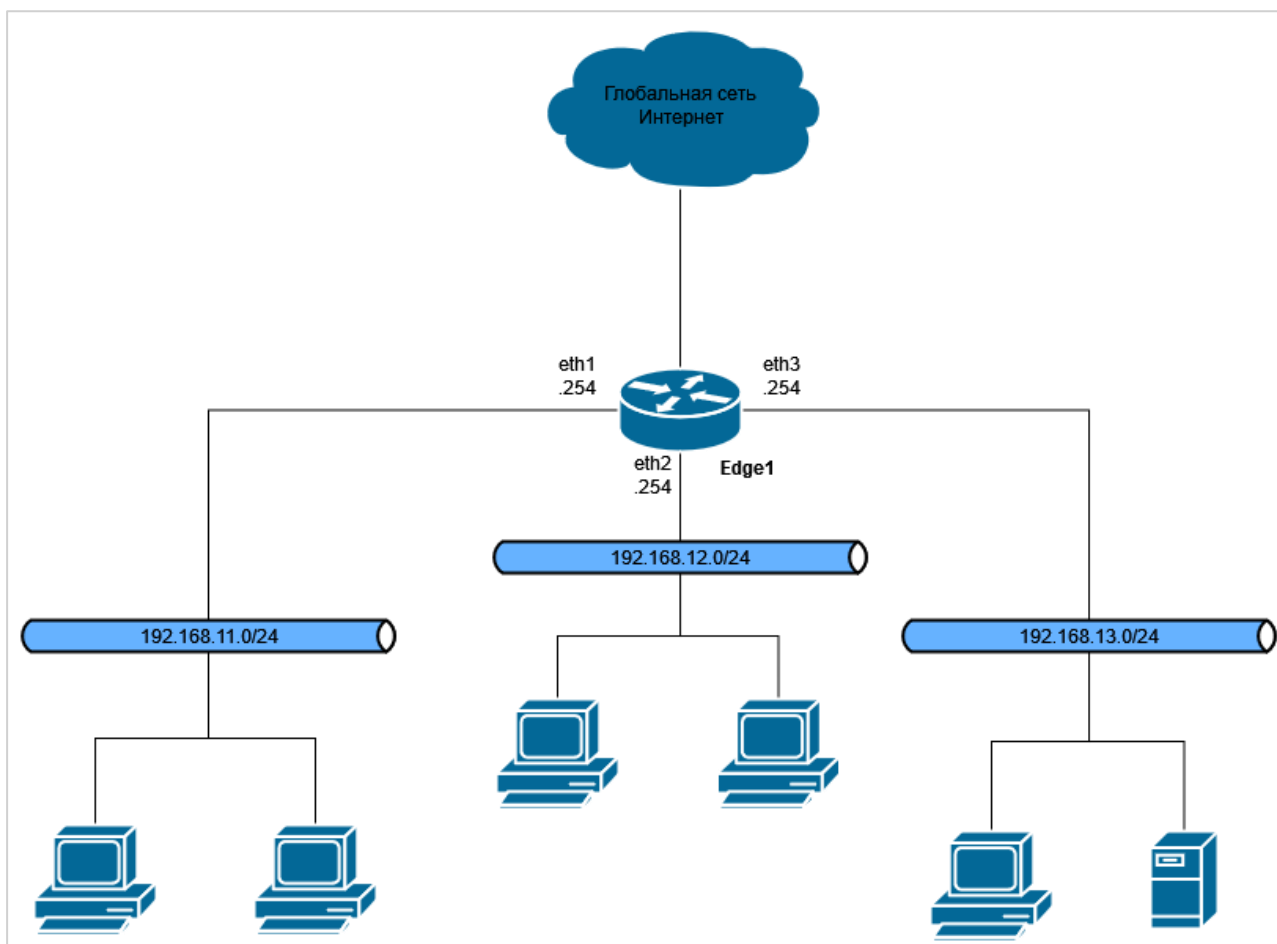 Глобальная сеть
Интернет
eth1
.254
eth3
.254
eth2
.254
Edge1
192.168.12.0/24
192.168.11.0/24
192.168.13.0/24